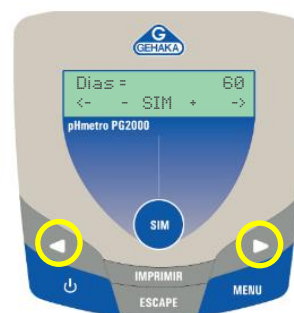 G
GEHAKA
Dias = 60
<- - SIM + ->
pHmetro PG2000
SIM
IMPRIMIR
ESCAPE
MENU